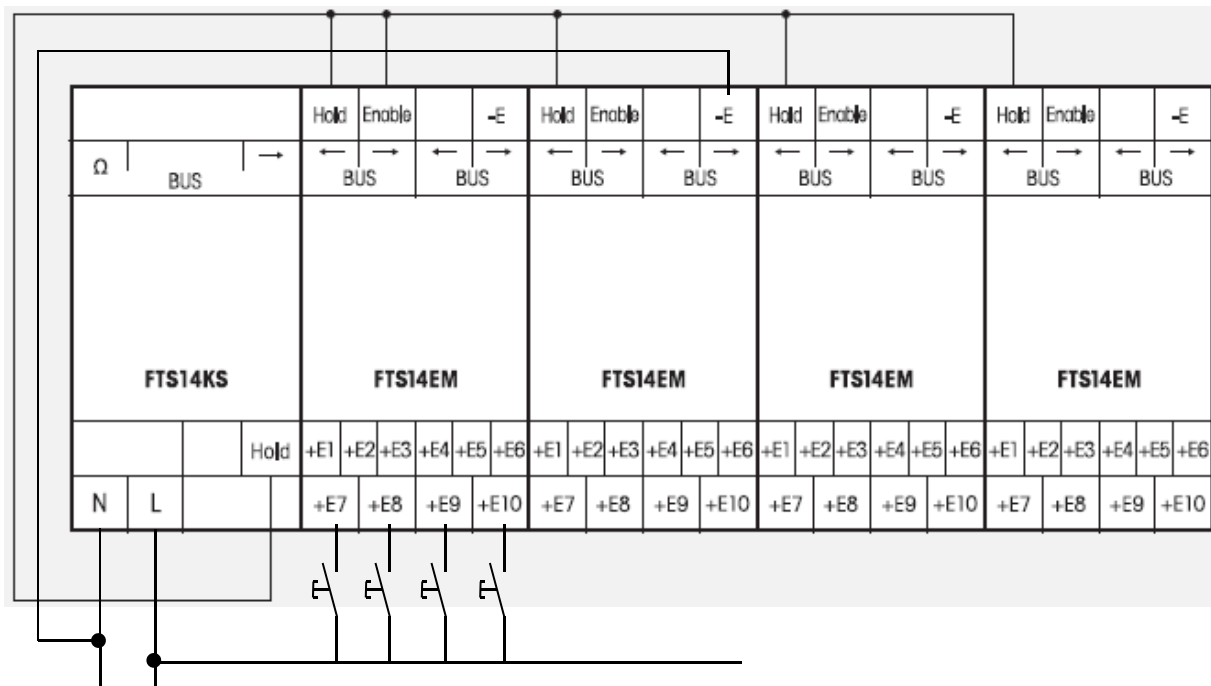 Hold Enable -E Hold Enable -E Hold Enable -E Hold Enable -E
Ω BUS → ← → ← → ← → ← → ← → ← → ← → ← →
BUS BUS BUS BUS BUS BUS BUS BUS
FTS14KS FTS14EM FTS14EM FTS14EM FTS14EM
Hold +E1 +E2 +E3 +E4 +E5 +E6 +E1 +E2 +E3 +E4 +E5 +E6 +E1 +E2 +E3 +E4 +E5 +E6 +E1 +E2 +E3 +E4 +E5 +E6
N L +E7 +E8 +E9 +E10 +E7 +E8 +E9 +E10 +E7 +E8 +E9 +E10 +E7 +E8 +E9 +E10